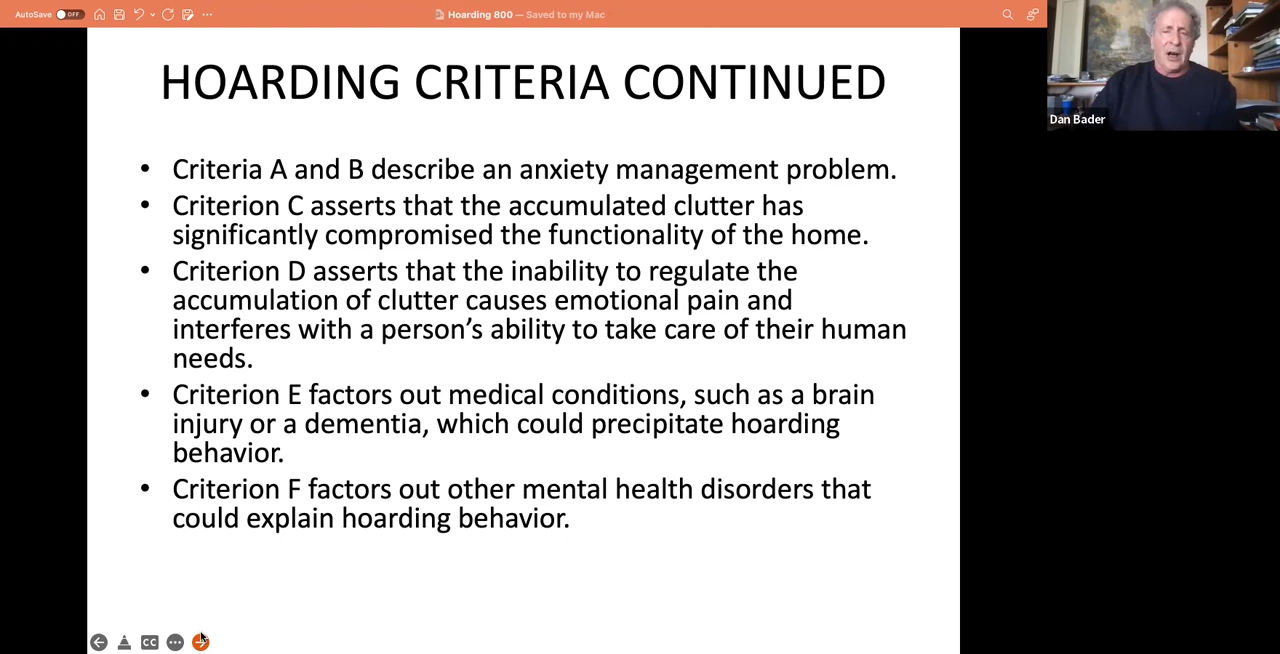 AutoSave OFF
Hoarding 800 — Saved to my Mac
Dan Bader
HOARDING CRITERIA CONTINUED
• Criteria A and B describe an anxiety management problem.
• Criterion C asserts that the accumulated clutter has
significantly compromised the functionality of the home.
• Criterion D asserts that the inability to regulate the
accumulation of clutter causes emotional pain and
interferes with a person’s ability to take care of their human
needs.
• Criterion E factors out medical conditions, such as a brain
injury or a dementia, which could precipitate hoarding
behavior.
• Criterion F factors out other mental health disorders that
could explain hoarding behavior.
CC